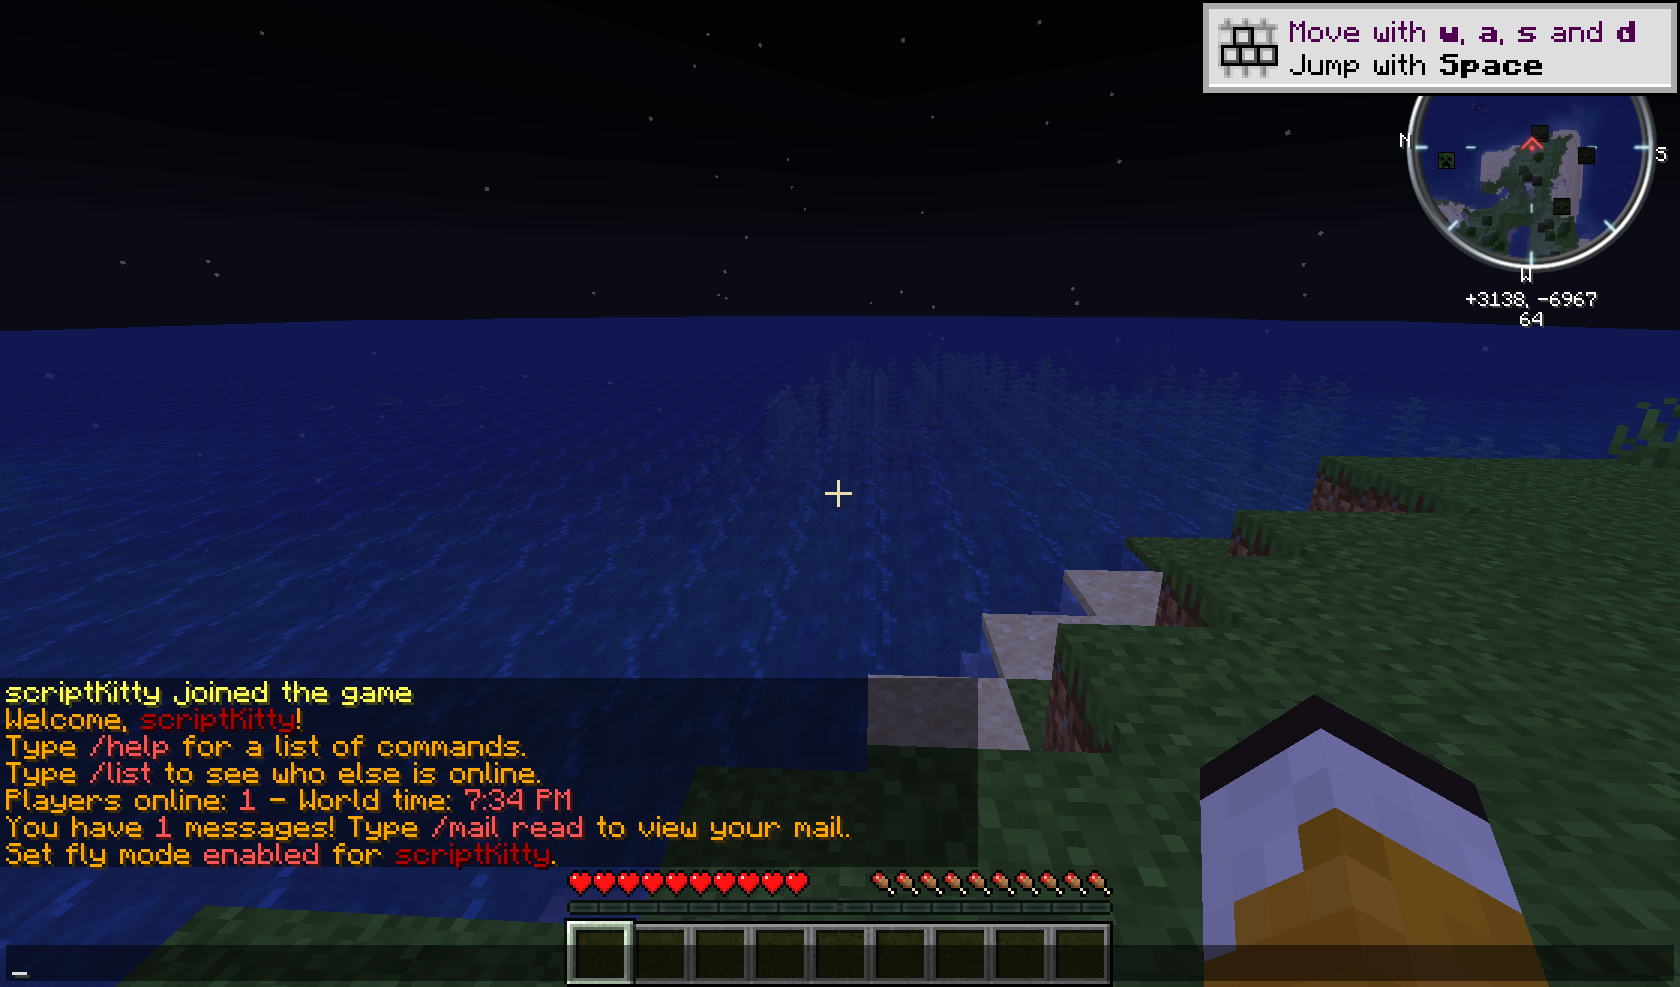 Move with w, a, s and d
Jump with Space
N
S
W
+3138, -6967
64
scriptKitty joined the game
Welcome, scriptKitty!
Type /help for a list of commands.
Type /list to see who else is online.
Players online: 1 - World time: 7:34 PM
You have 1 messages! Type /mail read to view your mail.
Set fly mode enabled for scriptKitty.
_